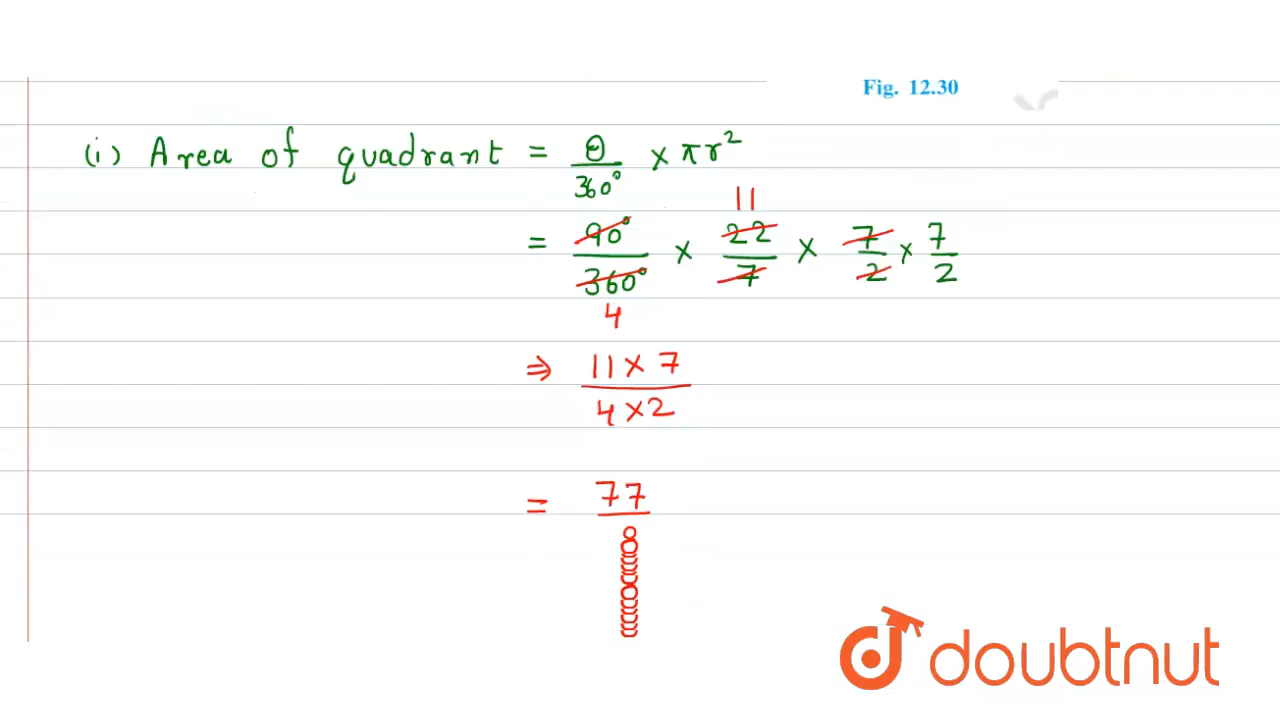 Fig. 12.30
(i) Area of quadrant = θ/360° × πr²
= 90°/360° × 22/7 × 7/2 × 7/2
11
4
⇒ 11 × 7 / 4 × 2
= 77/8
doubtnut